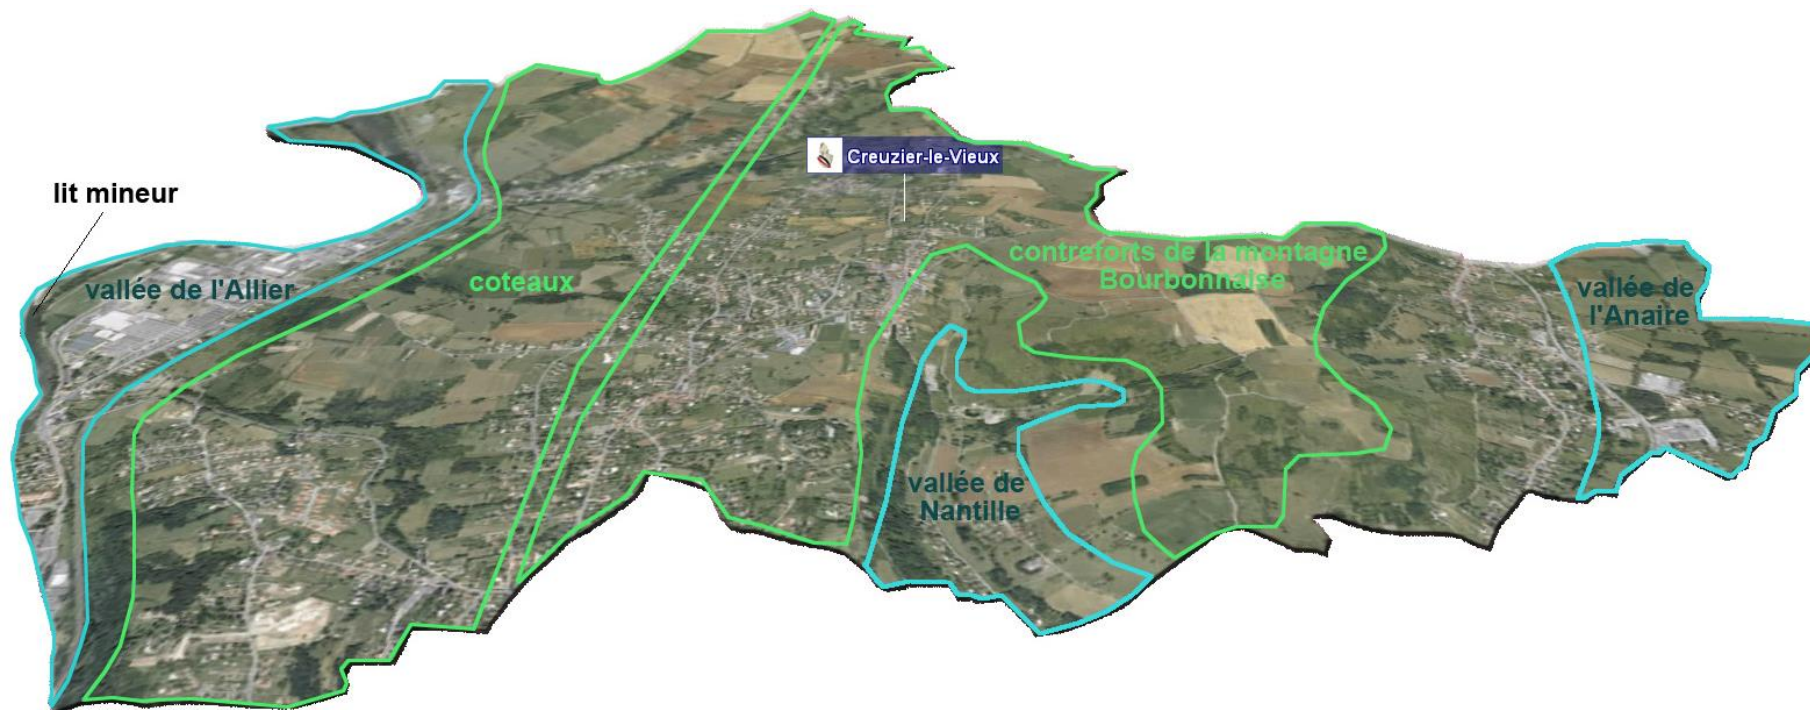 Creuzier-le-Vieux
lit mineur
vallée de l'Allier
coteaux
contreforts de la montagne
Bourbonnaise
vallée de
l'Anaire
vallée de
Nantille